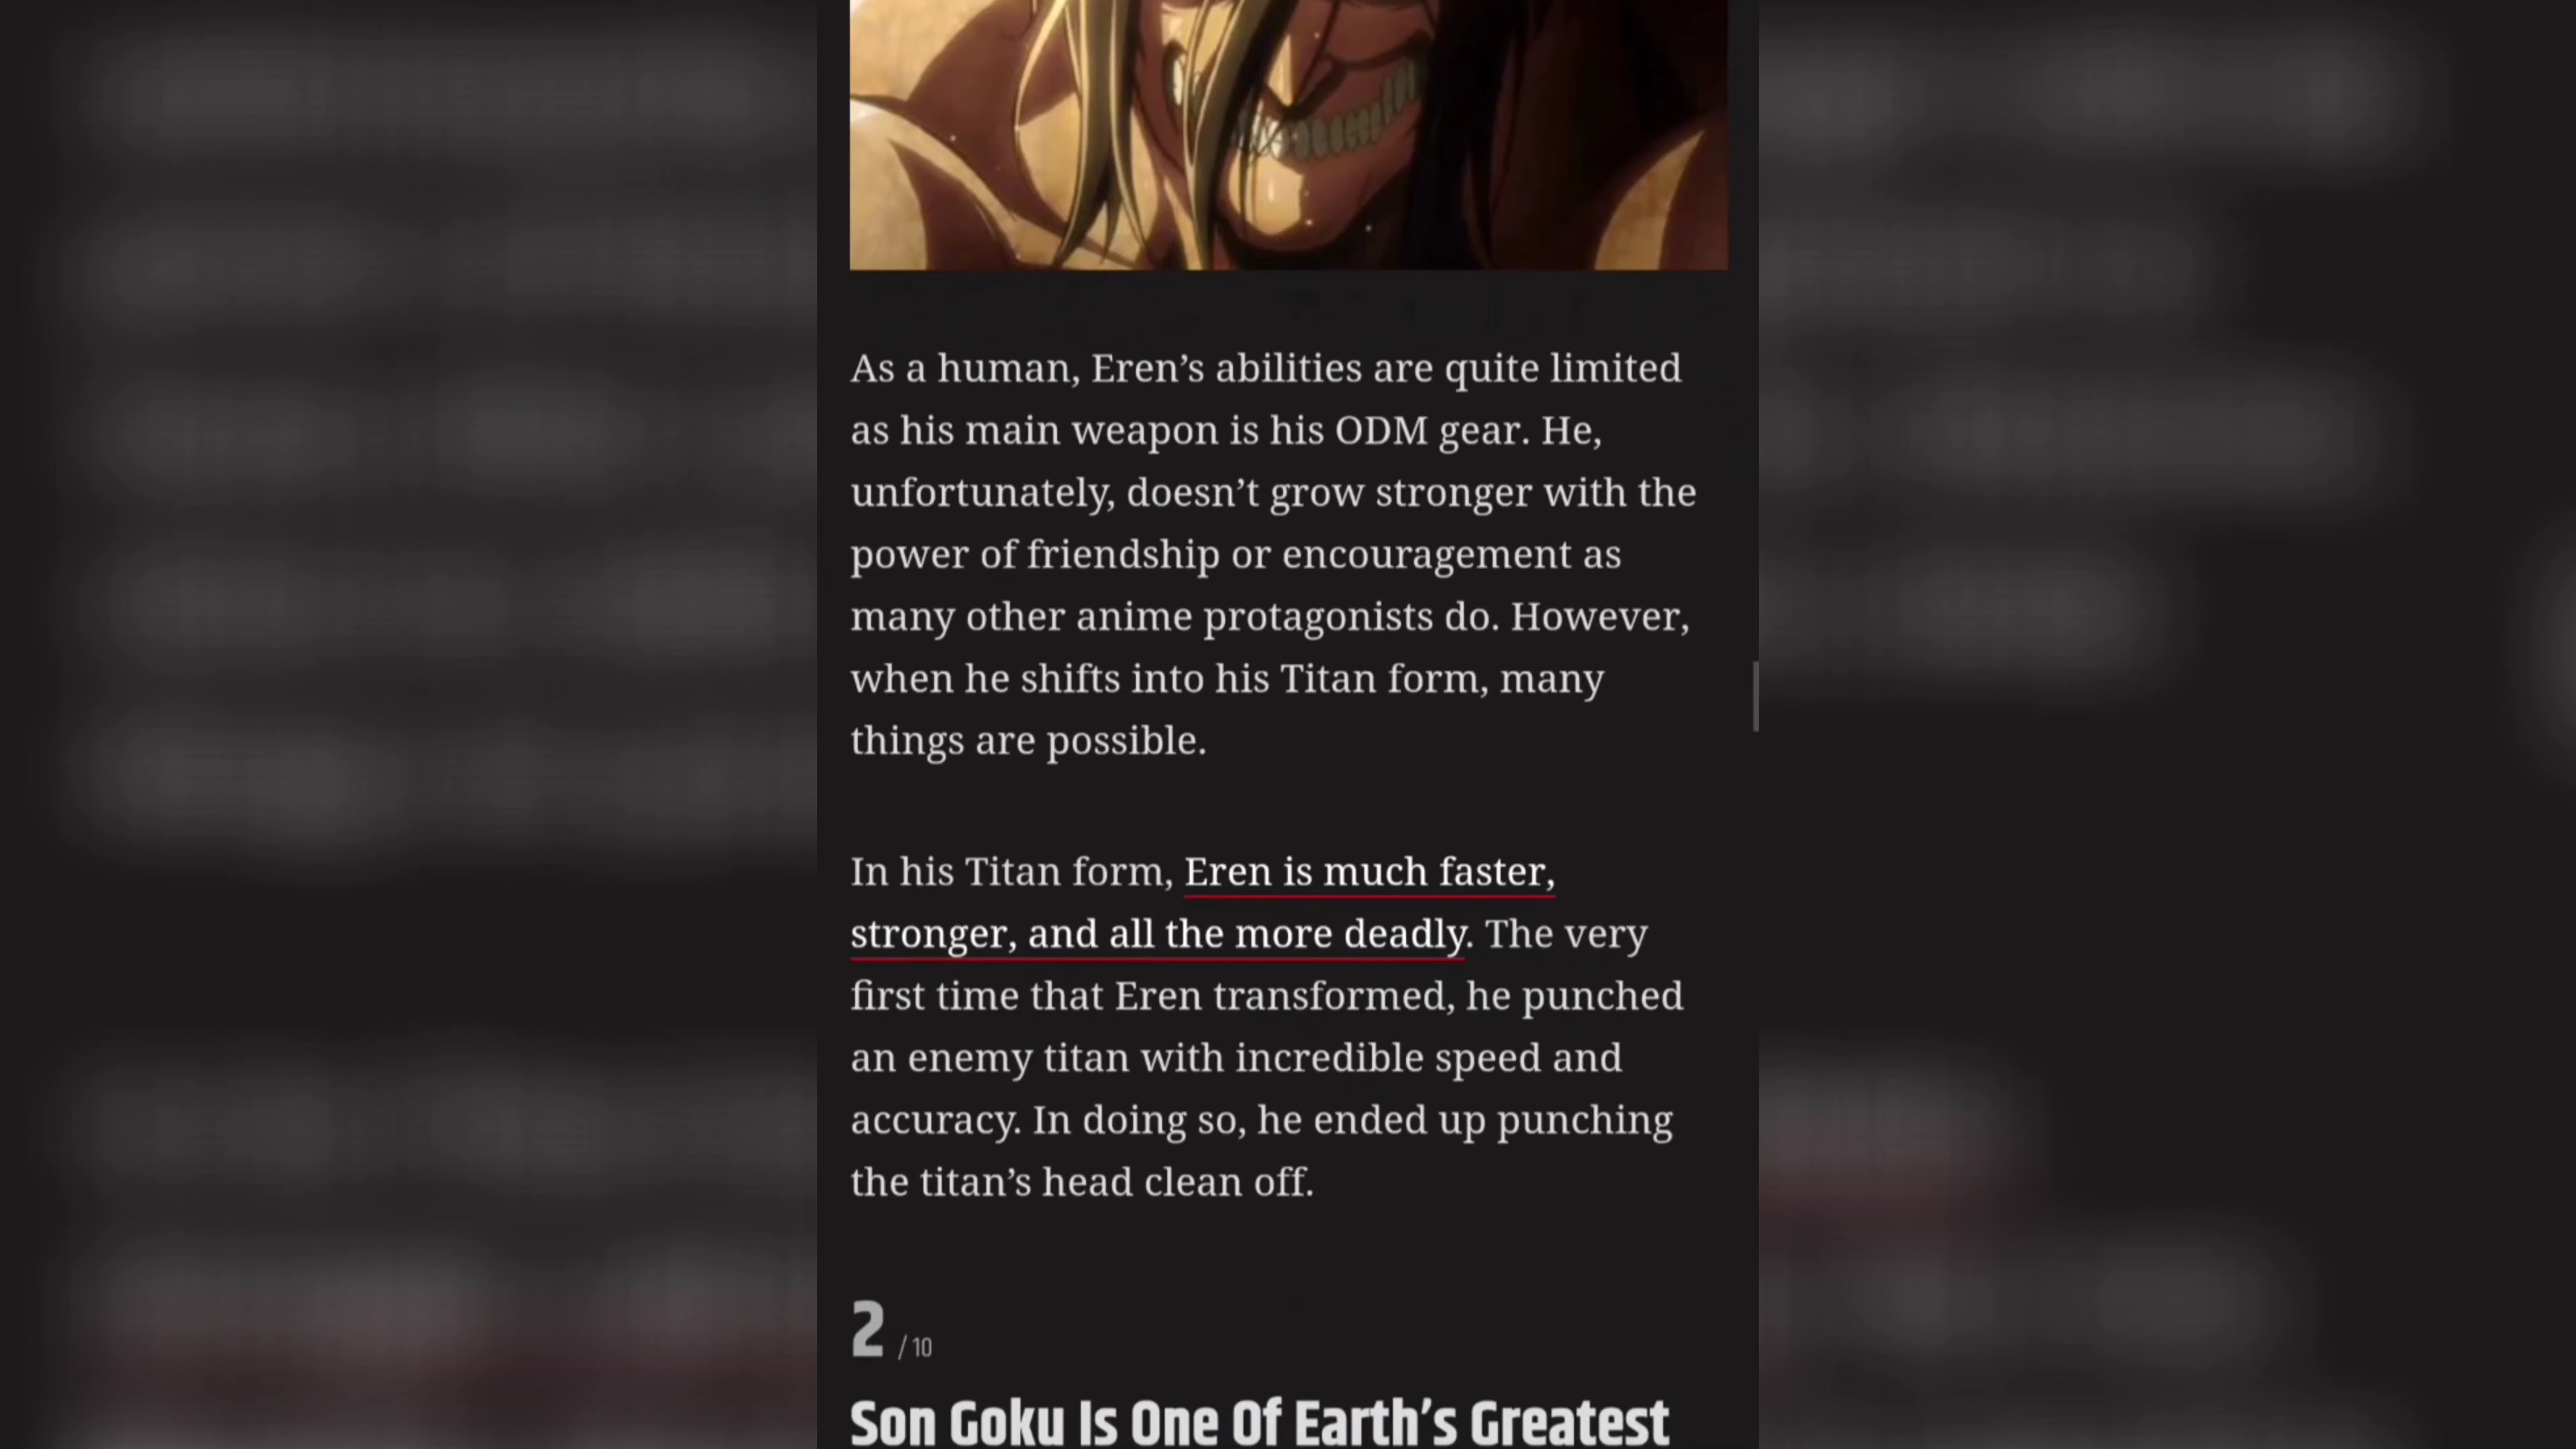 As a human, Eren’s abilities are quite limited
as his main weapon is his ODM gear. He,
unfortunately, doesn’t grow stronger with the
power of friendship or encouragement as
many other anime protagonists do. However,
when he shifts into his Titan form, many
things are possible.
In his Titan form, Eren is much faster,
stronger, and all the more deadly. The very
first time that Eren transformed, he punched
an enemy titan with incredible speed and
accuracy. In doing so, he ended up punching
the titan’s head clean off.
2 / 10
Son Goku Is One Of Earth’s Greatest